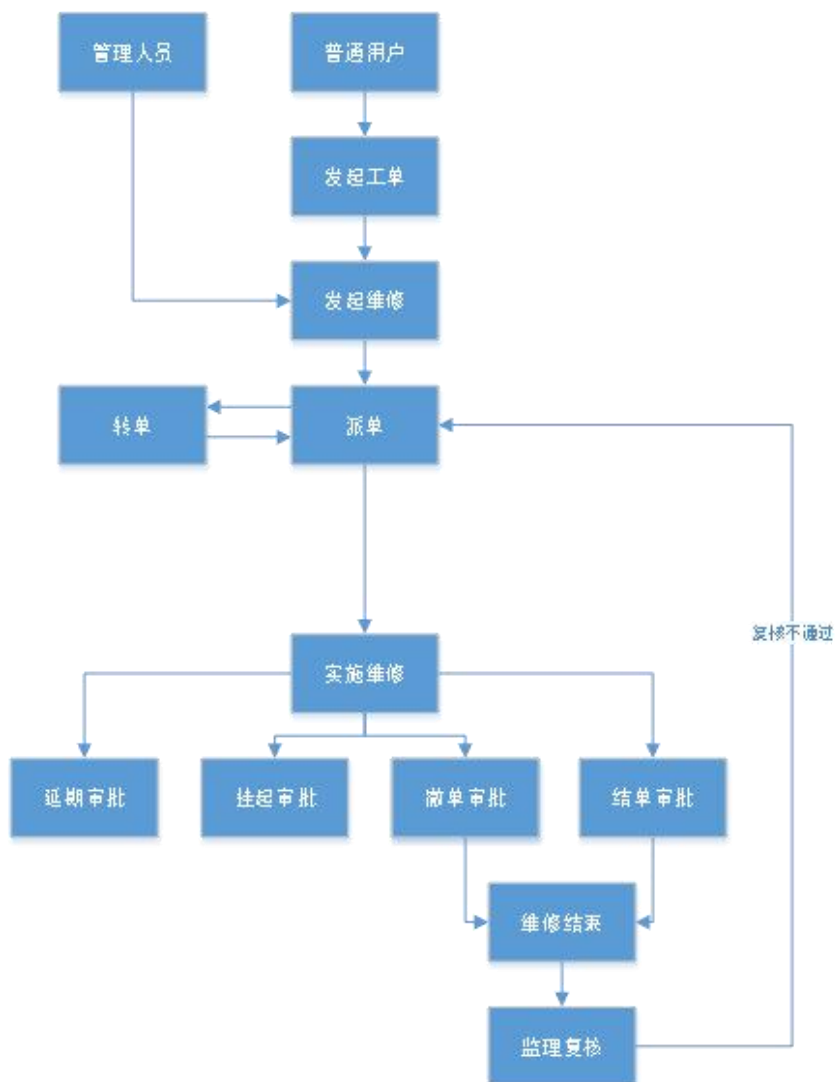 管理人员
普通用户
发起工单
发起维修
转单
派单
复核不通过
实施维修
延期审批
挂起审批
撤单审批
结单审批
维修结束
监理复核